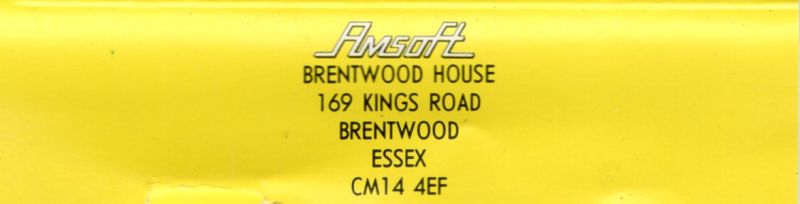 Amsoft
BRENTWOOD HOUSE
169 KINGS ROAD
BRENTWOOD
ESSEX
CM14 4EF